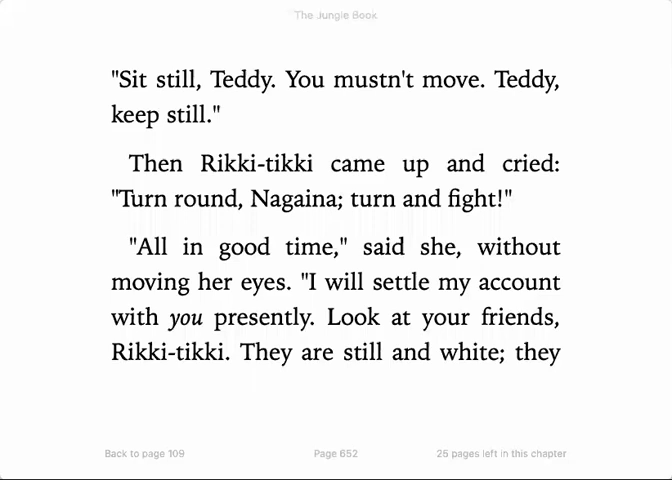 The Jungle Book
"Sit still, Teddy. You mustn't move. Teddy,
keep still."
Then Rikki-tikki came up and cried:
"Turn round, Nagaina; turn and fight!"
"All in good time," said she, without
moving her eyes. "I will settle my account
with you presently. Look at your friends,
Rikki-tikki. They are still and white; they
Back to page 109
Page 652
25 pages left in this chapter